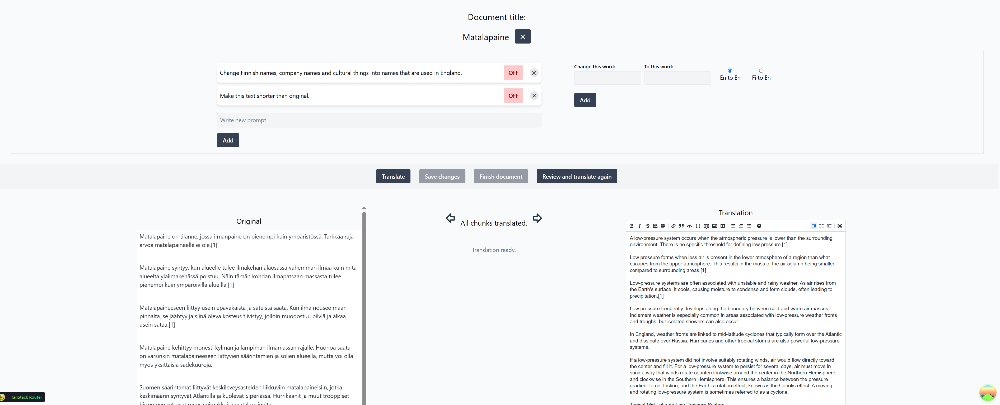 Document title:
Matalapaine
Change Finnish names, company names and cultural things into names that are used in England.
OFF
Make this text shorter than original.
OFF
Write new prompt
Add
Change this word:
To this word:
En to En
Fi to En
Add
Translate
Save changes
Finish document
Review and translate again
Original
Matalapaine on tilanne, jossa ilmanpaine on pienempi kuin ympäristössä. Tarkkaa raja-
arvoa matalapaineelle ei ole.[1]
Matalapaine syntyy, kun alueelle tulee ilmakehän alaosassa vähemmän ilmaa kuin mitä
alueelta yläilmakehässä poistuu. Näin tämän kohdan ilmapatsaan massasta tulee
pienempi kuin ympäröivillä alueilla.[1]
Matalapaineeseen liittyy usein epävakaista ja sateista säätä. Kun ilma nousee maan
pinnalta, se jäähtyy ja siinä oleva kosteus tiivistyy, jolloin muodostuu pilviä ja alkaa
usein sataa.[1]
Matalapaine kehittyy monesti kylmän ja lämpimän ilmamassan rajalle. Huonoa säätä
on varsinkin matalapaineeseen liittyvien säärintamien ja solien alueella, mutta voi olla
myös yksittäisiä sadekuuroja.
Suomen säärintamat liittyvät keskileveysasteiden liikkuviin matalapaineisiin, jotka
keskimäärin syntyvät Atlantilla ja kuolevat Siperiassa. Hurrikaanit ja muut trooppiset
hirmumyrskyt ovat myös voimakkaita matalapaineita.
All chunks translated.
Translation ready.
Translation
A low-pressure system occurs when the atmospheric pressure is lower than the surrounding
environment. There is no specific threshold for defining low pressure.[1]
Low pressure forms when less air is present in the lower atmosphere of a region than what
escapes from the upper atmosphere. This results in the mass of the air column being smaller
compared to surrounding areas.[1]
Low-pressure systems are often associated with unstable and rainy weather. As air rises from
the Earth's surface, it cools, causing moisture to condense and form clouds, often leading to
precipitation.[1]
Low pressure frequently develops along the boundary between cold and warm air masses.
Inclement weather is especially common in areas associated with low-pressure weather fronts
and troughs, but isolated showers can also occur.
In England, weather fronts are linked to mid-latitude cyclones that typically form over the Atlantic
and dissipate over Russia. Hurricanes and other tropical storms are also powerful low-pressure
systems.
If a low-pressure system did not involve suitably rotating winds, air would flow directly toward
the center and fill it. For a low-pressure system to persist for several days, air must move in
such a way that winds rotate counterclockwise around the center in the Northern Hemisphere
and clockwise in the Southern Hemisphere. This ensures a balance between the pressure
gradient force, friction, and the Earth's rotation effect, known as the Coriolis effect. A moving
and rotating low-pressure system is sometimes referred to as a cyclone.
Typical Mid-Latitude Low-Pressure System
TanStack Router